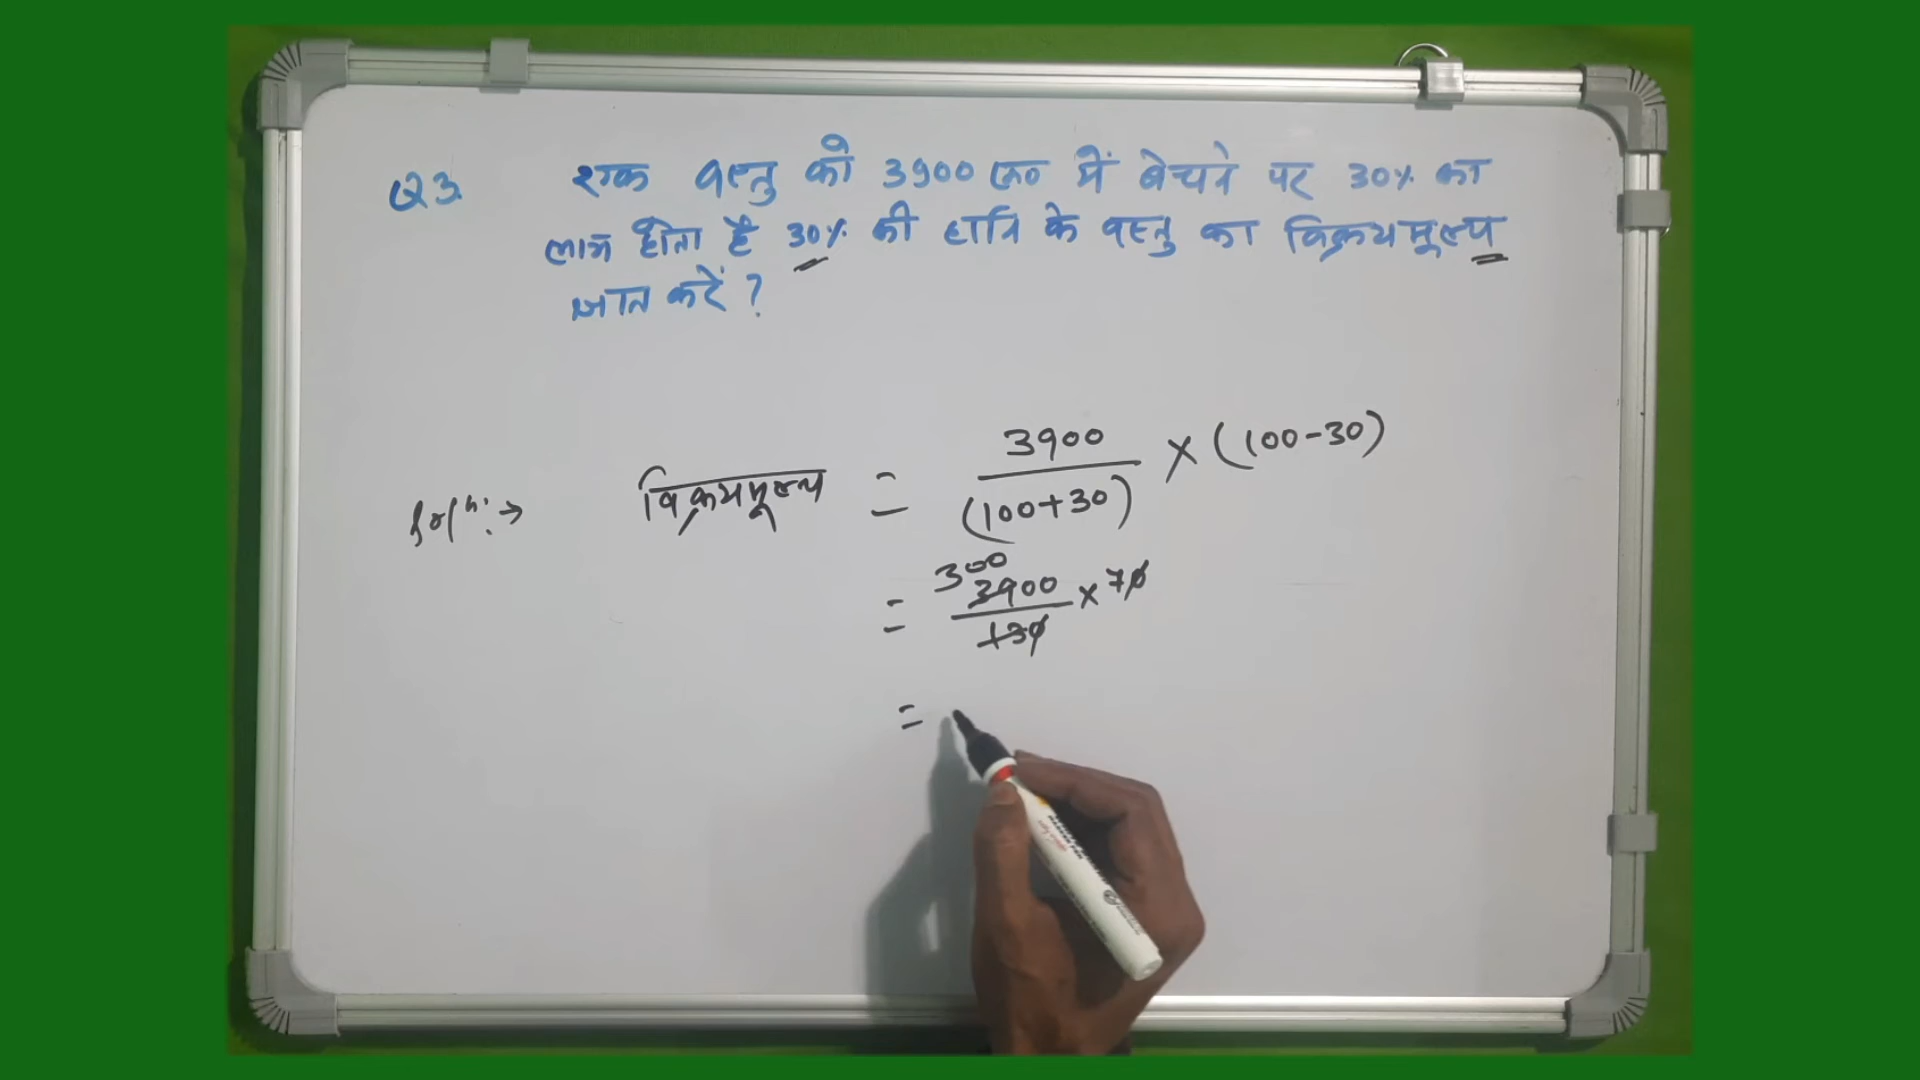 Q3. एक वस्तु को 3900 रू० में बेचने पर 30% का
लाभ होता है 30% की हानि के वस्तु का विक्रयमूल्य
ज्ञात करें ?
Solⁿ: → विक्रयमूल्य = 3900 / (100+30) × (100-30)
= 3900 / 130 × 70
300
=